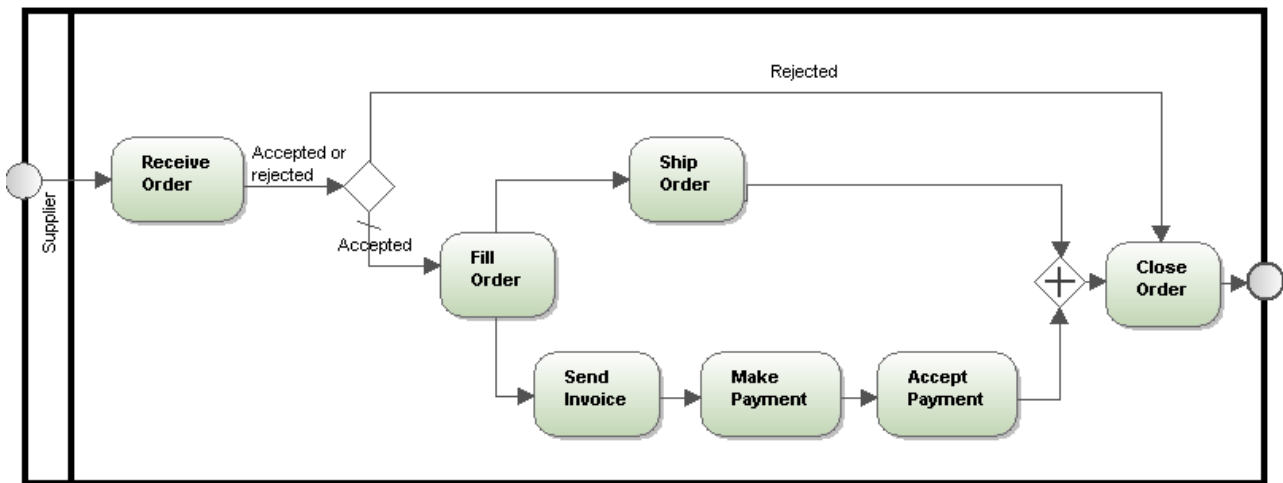 Supplier
Receive
Order
Accepted or
rejected
Rejected
Accepted
Fill
Order
Ship
Order
Send
Invoice
Make
Payment
Accept
Payment
Close
Order